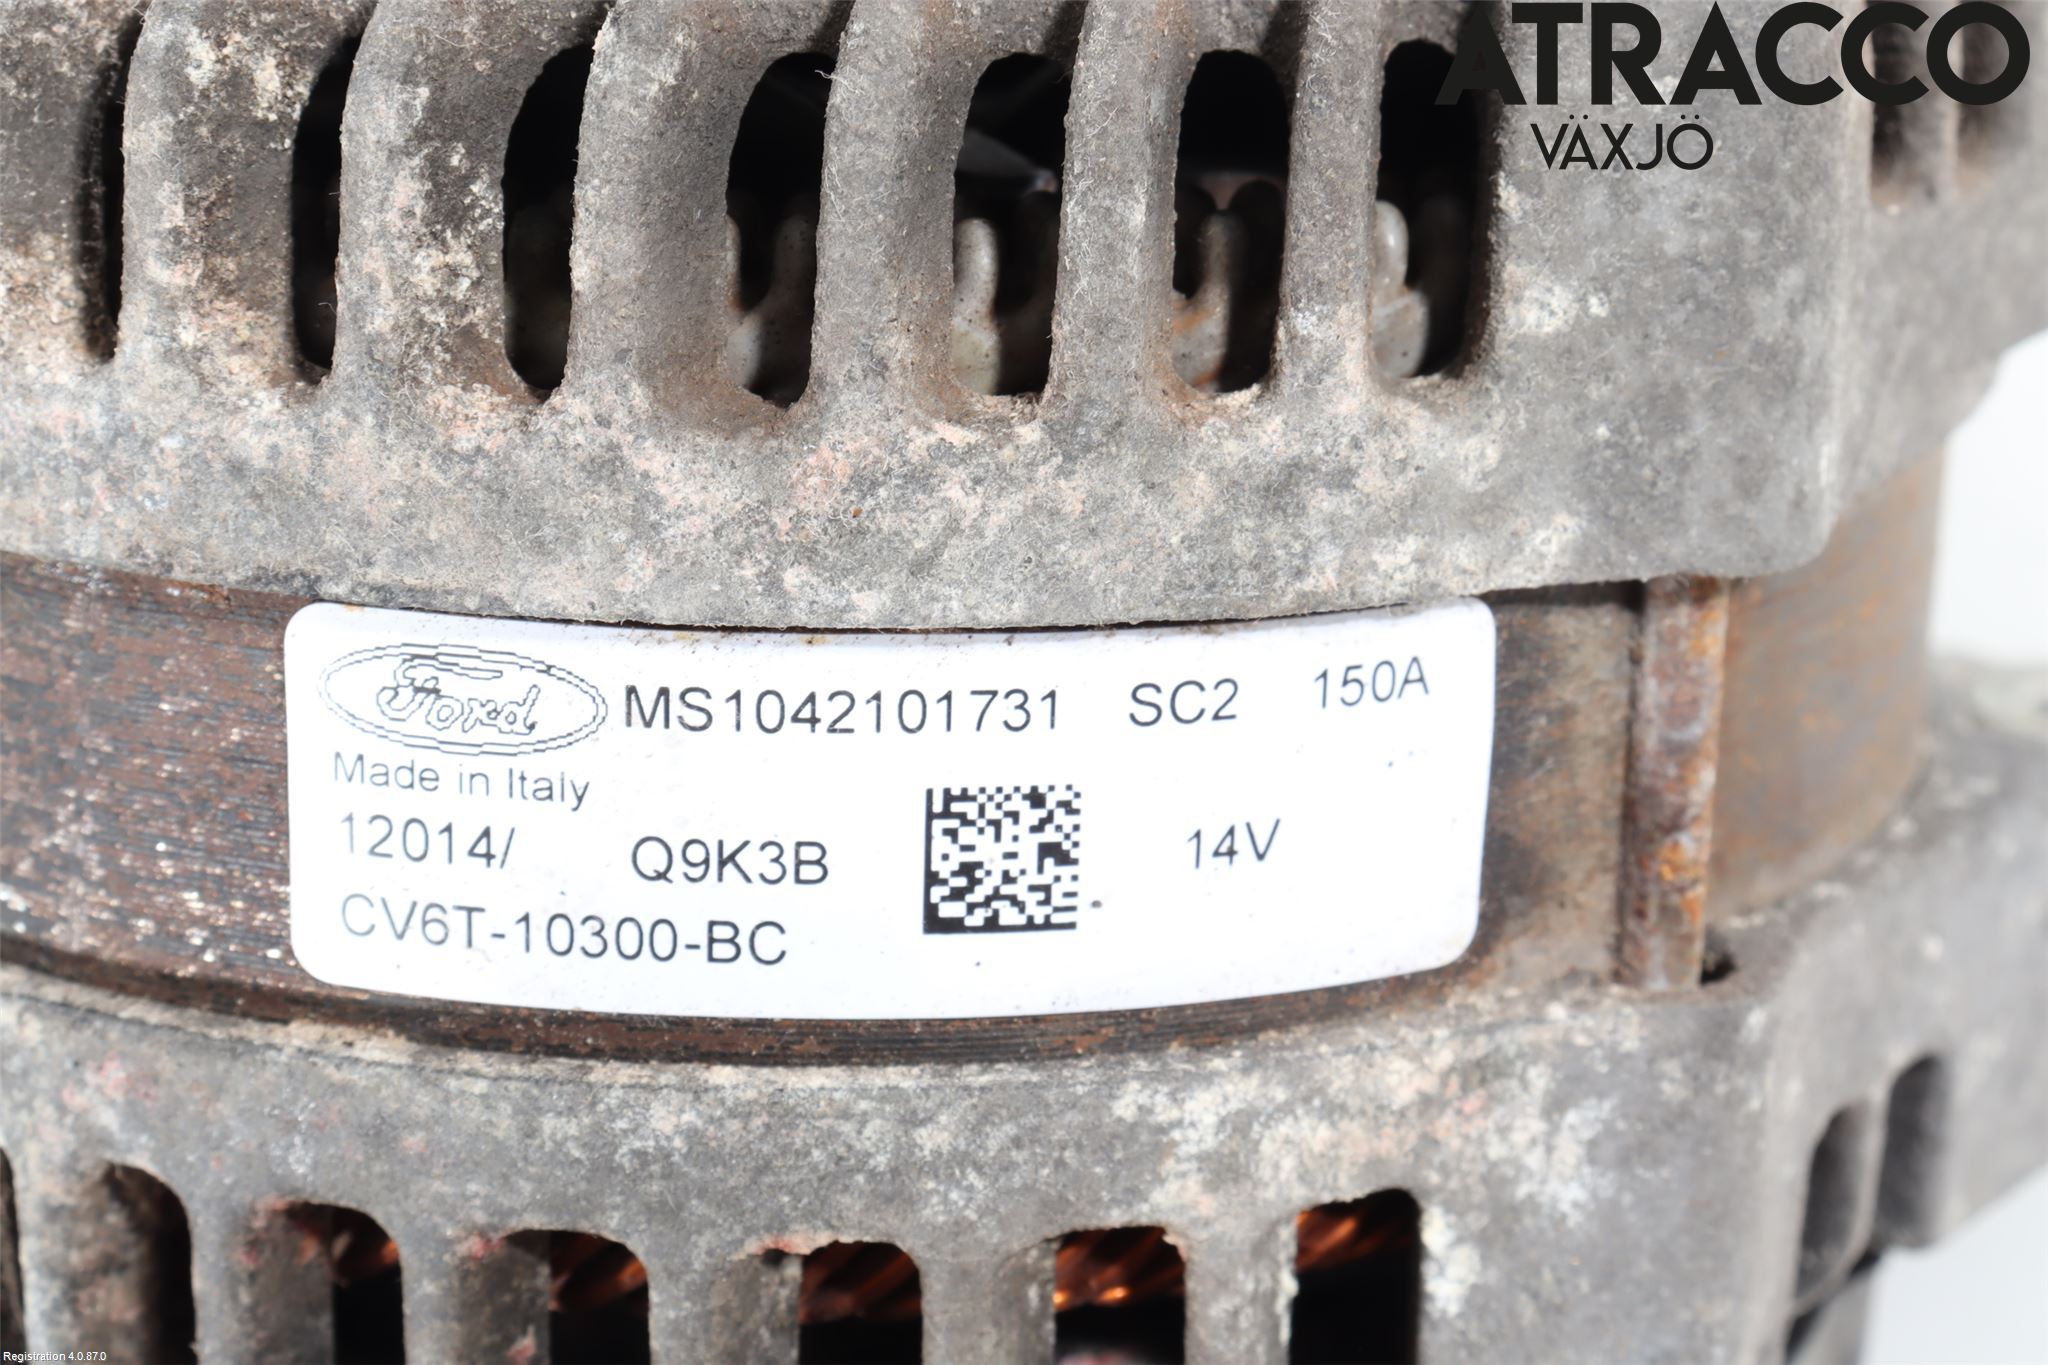 ATRACCO
VÄXJÖ
Ford MS1042101731 SC2 150A
Made in Italy
12014/ Q9K3B 14V
CV6T-10300-BC
Registration 4.0.87.0